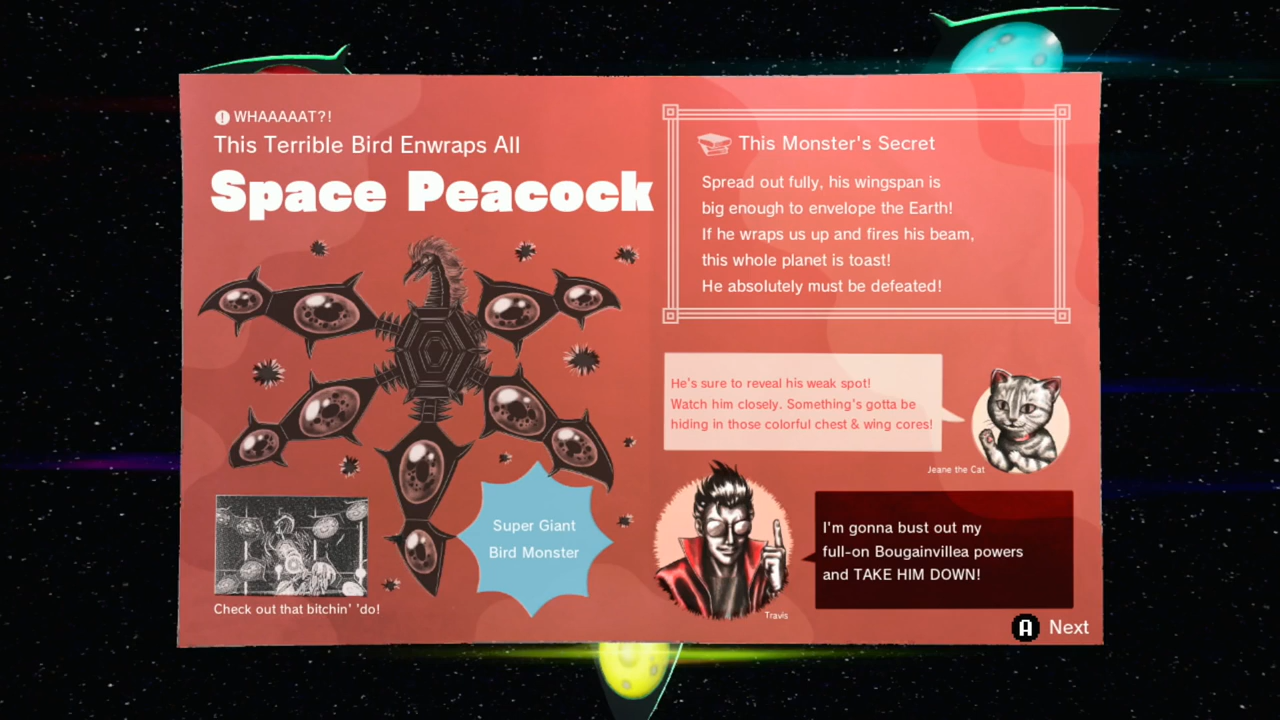 WHAAAAAT?!
This Terrible Bird Enwraps All
Space Peacock
This Monster's Secret
Spread out fully, his wingspan is
big enough to envelope the Earth!
If he wraps us up and fires his beam,
this whole planet is toast!
He absolutely must be defeated!
He's sure to reveal his weak spot!
Watch him closely. Something's gotta be
hiding in those colorful chest & wing cores!
Jeane the Cat
Super Giant
Bird Monster
I'm gonna bust out my
full-on Bougainvillea powers
and TAKE HIM DOWN!
Travis
Check out that bitchin' 'do!
A Next